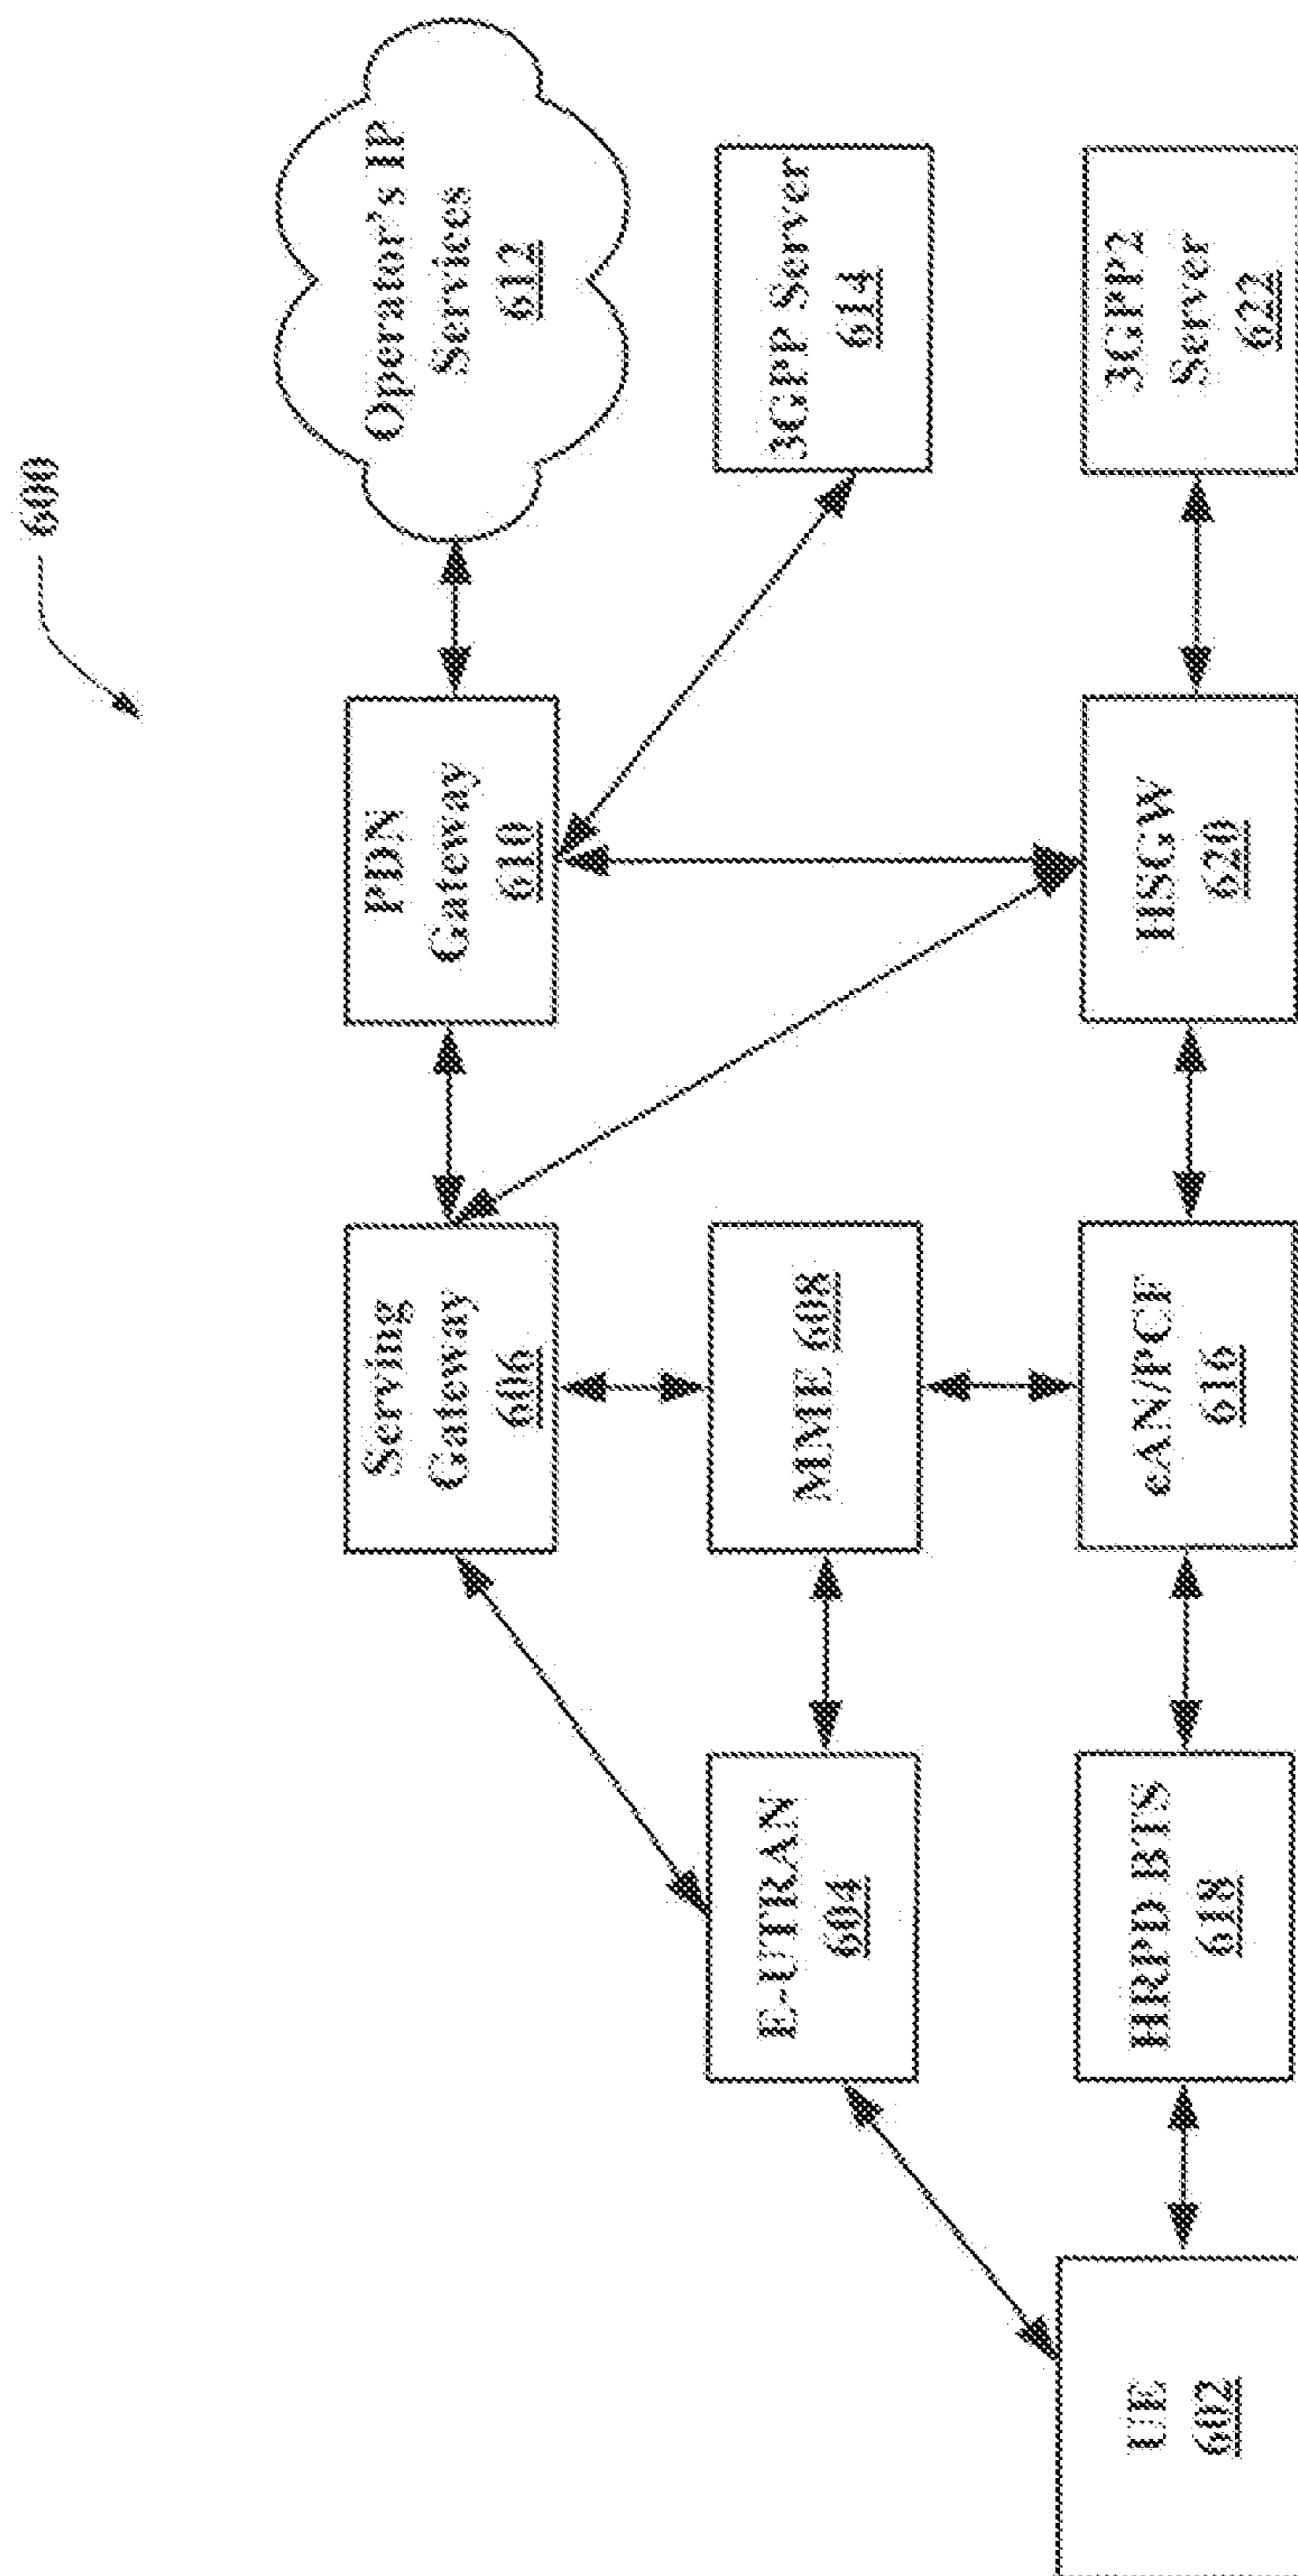 600
Operator's IP
Services
612
PDN
Gateway
610
Serving
Gateway
606
3GPP Server
614
MME 608
E-UTRAN
604
3GPP2
Server
622
HSGW
620
eAN/PCF
616
HRPD BTS
618
UE
602